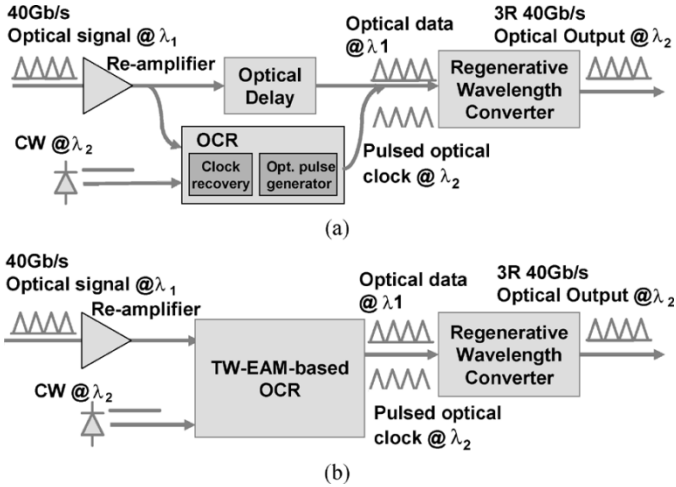 40Gb/s
Optical signal @ λ1
Re-amplifier
Optical
Delay
Optical data
@ λ1
3R 40Gb/s
Optical Output @ λ2
Regenerative
Wavelength
Converter
CW @ λ2
OCR
Clock
recovery
Opt. pulse
generator
Pulsed optical
clock @ λ2
(a)
40Gb/s
Optical signal @ λ1
Re-amplifier
TW-EAM-based
OCR
Optical data
@ λ1
3R 40Gb/s
Optical Output @ λ2
Regenerative
Wavelength
Converter
CW @ λ2
Pulsed optical
clock @ λ2
(b)